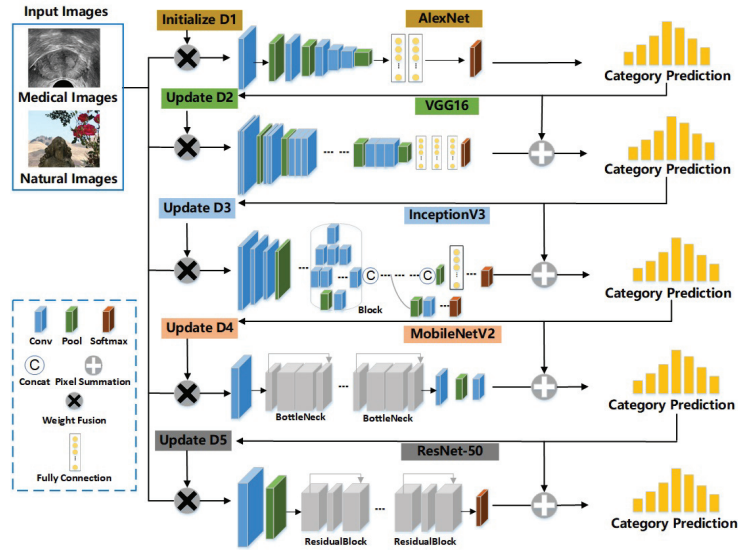 Input Images
Initialize D1
AlexNet
Medical Images
Category Prediction
Update D2
VGG16
Natural Images
Category Prediction
Update D3
InceptionV3
C
C
Block
Category Prediction
Update D4
MobileNetV2
Conv
Pool
Softmax
C
Concat
Pixel Summation
BottleNeck
BottleNeck
Category Prediction
Weight Fusion
Update D5
ResNet-50
Fully Connection
ResidualBlock
ResidualBlock
Category Prediction